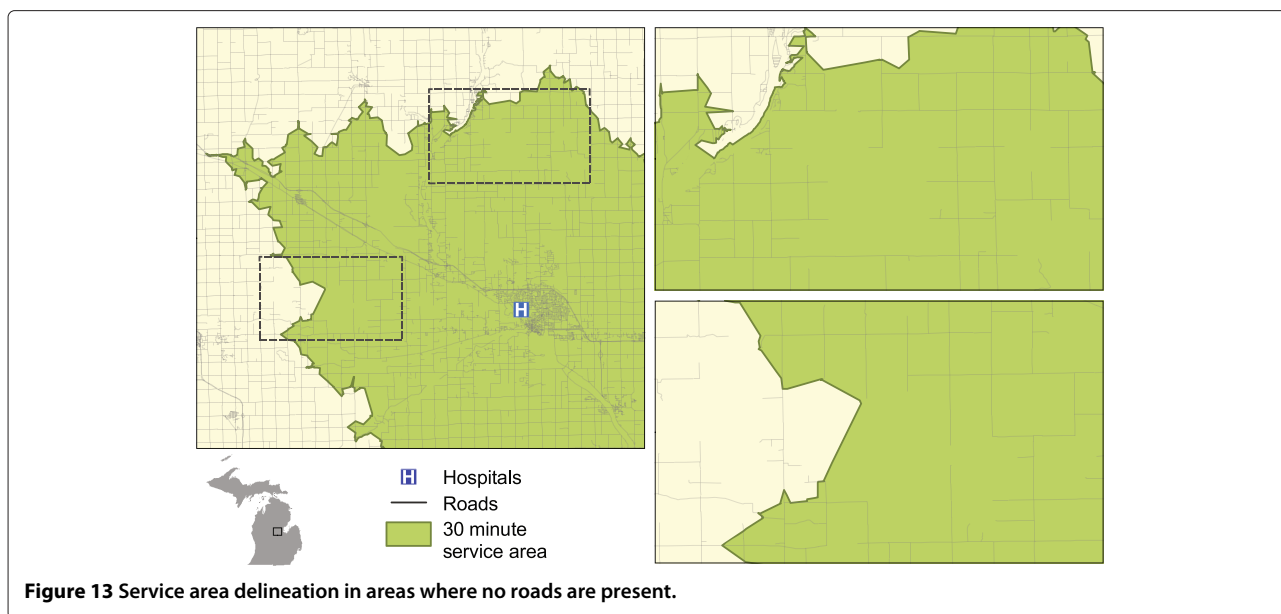 H
H Hospitals
Roads
30 minute
service area
Figure 13 Service area delineation in areas where no roads are present.